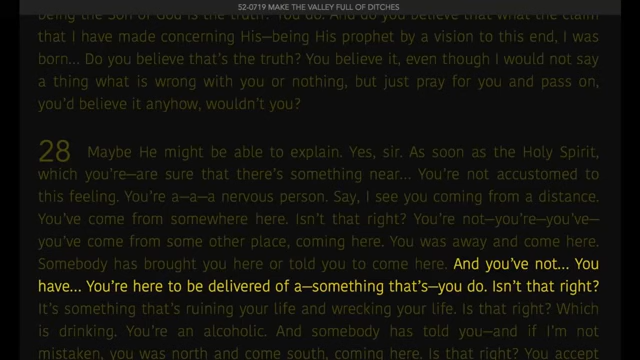 52-0719 MAKE THE VALLEY FULL OF DITCHES
being the Son of God is the truth? You do. And do you believe that what the claim
that I have made concerning His—being His prophet by a vision to this end, I was
born... Do you believe that's the truth? You believe it, even though I would not say
a thing what is wrong with you or nothing, but just pray for you and pass on,
you'd believe it anyhow, wouldn't you?
28 Maybe He might be able to explain. Yes, sir. As soon as the Holy Spirit,
which you're—are sure that there's something near... You're not accustomed to
this feeling. You're a—a—a nervous person. Say, I see you coming from a distance.
You've come from somewhere here. Isn't that right? You're not—you're—you've—
you've come from some other place, coming here. You was away and come here.
Somebody has brought you here or told you to come here. And you've not... You
have... You're here to be delivered of a—something that's—you do. Isn't that right?
It's something that's ruining your life and wrecking your life. Is that right? Which
is drinking. You're an alcoholic. And somebody has told you—and if I'm not
mistaken, you was north and come south, coming here. Is that right? You accept